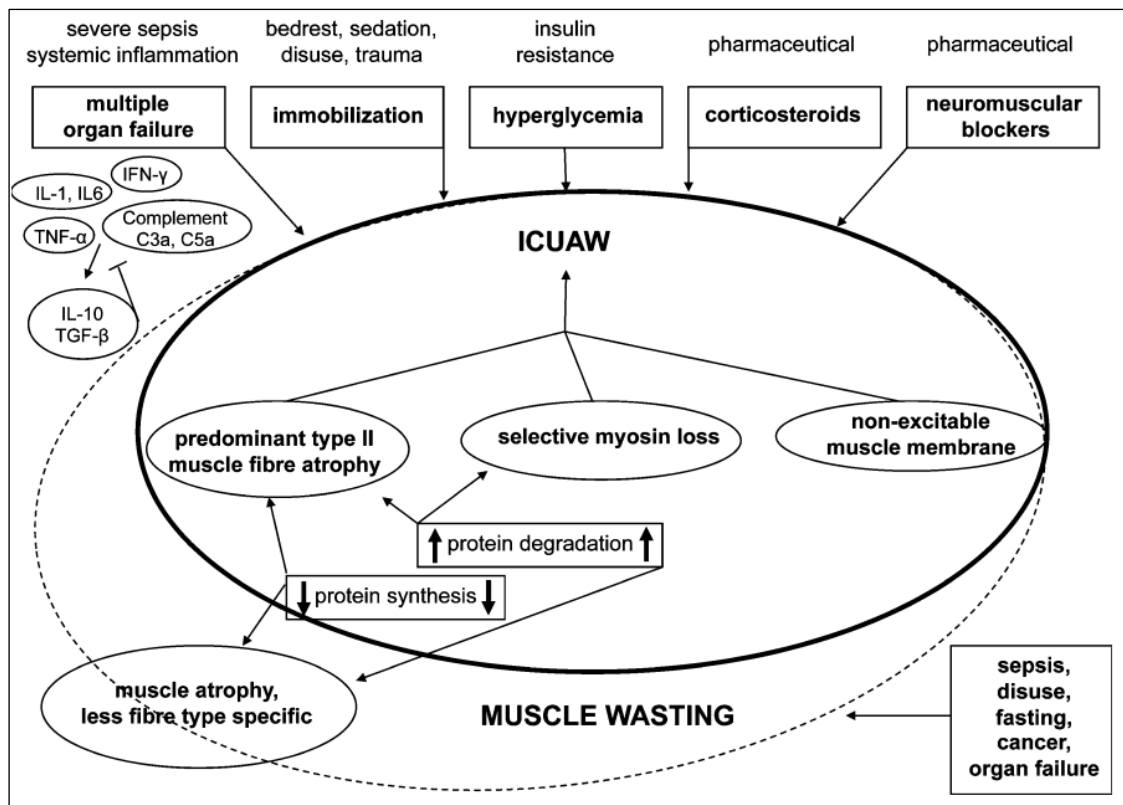 severe sepsis
systemic inflammation
bedrest, sedation,
disuse, trauma
insulin
resistance
pharmaceutical
pharmaceutical
multiple
organ failure
immobilization
hyperglycemia
corticosteroids
neuromuscular
blockers
IFN-γ
IL-1, IL6
TNF-α
Complement
C3a, C5a
IL-10
TGF-β
ICUAW
predominant type II
muscle fibre atrophy
selective myosin loss
non-excitable
muscle membrane
protein degradation
protein synthesis
muscle atrophy,
less fibre type specific
MUSCLE WASTING
sepsis,
disuse,
fasting,
cancer,
organ failure